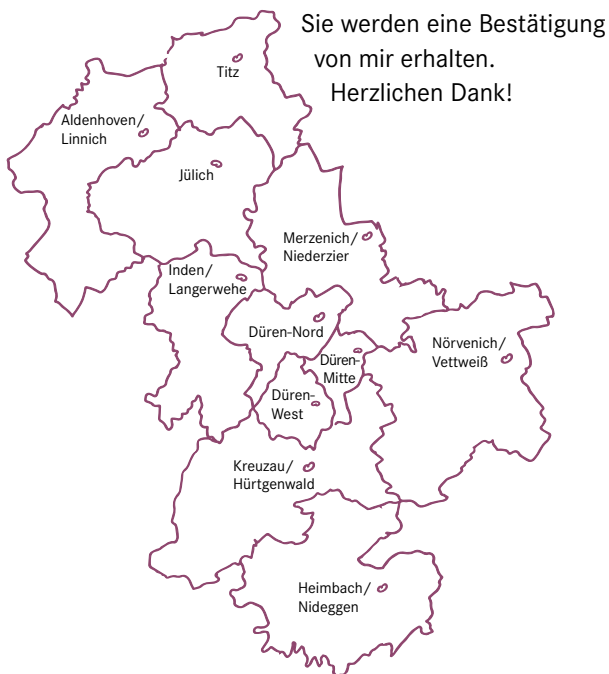 Sie werden eine Bestätigung
von mir erhalten.
Herzlichen Dank!
Titz
Aldenhoven/
Linnich
Jülich
Merzenich/
Niederzier
Inden/
Langerwehe
Düren-Nord
Düren-
Mitte
Nörvenich/
Vettweiß
Düren-
West
Kreuzau/
Hürtgenwald
Heimbach/
Nideggen